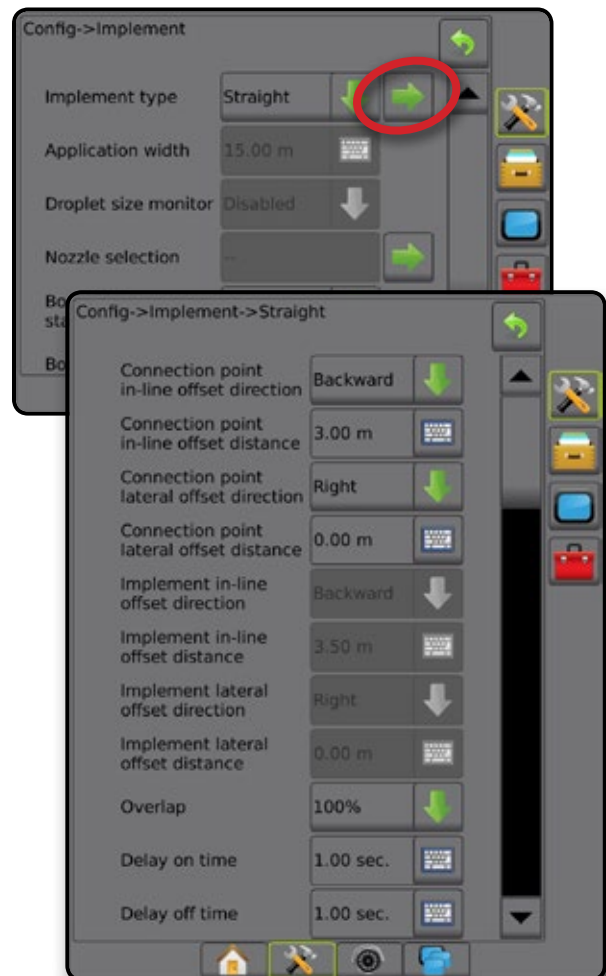 Config->Implement
Implement type
Straight
Application width
15.00 m
Droplet size monitor
Disabled
Nozzle selection
--
Bo
sta
Bo
Config->Implement->Straight
Connection point
in-line offset direction
Backward
Connection point
in-line offset distance
3.00 m
Connection point
lateral offset direction
Right
Connection point
lateral offset distance
0.00 m
Implement in-line
offset direction
Backward
Implement in-line
offset distance
3.50 m
Implement lateral
offset direction
Right
Implement lateral
offset distance
0.00 m
Overlap
100%
Delay on time
1.00 sec.
Delay off time
1.00 sec.